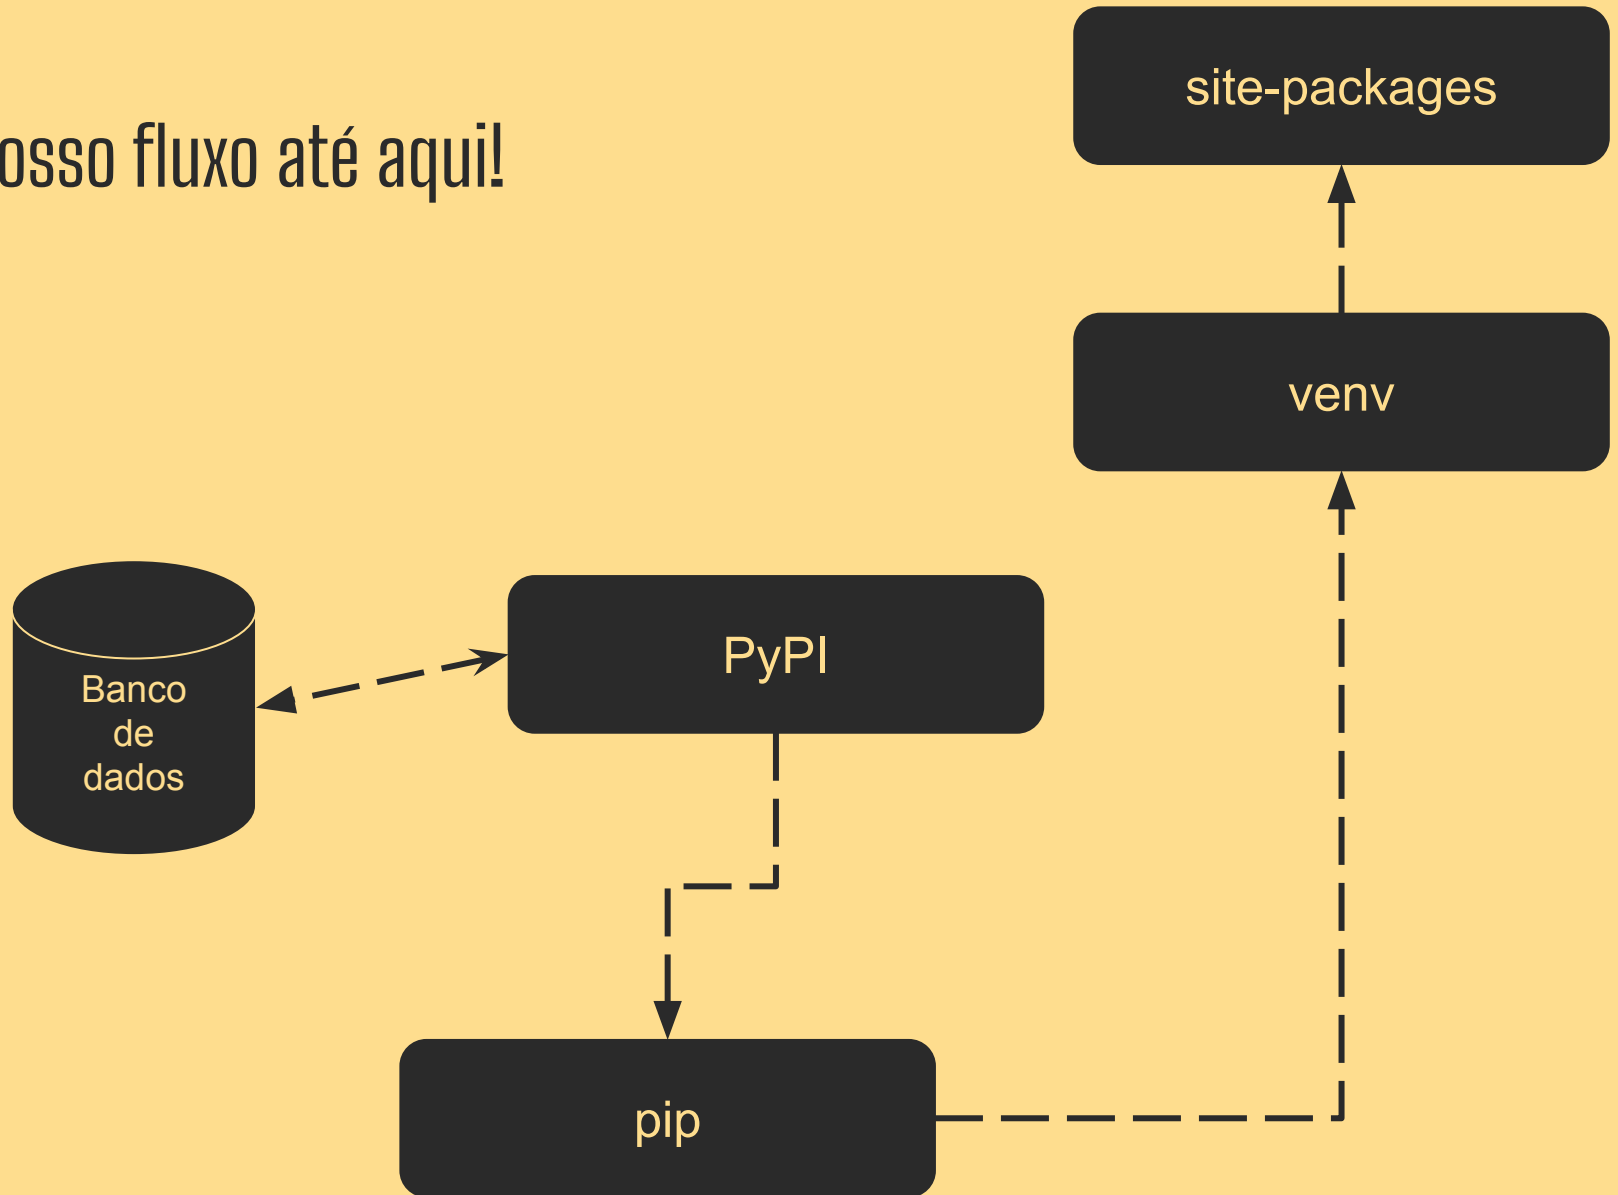 osso fluxo até aqui!
site-packages
venv
PyPI
Banco
de
dados
pip